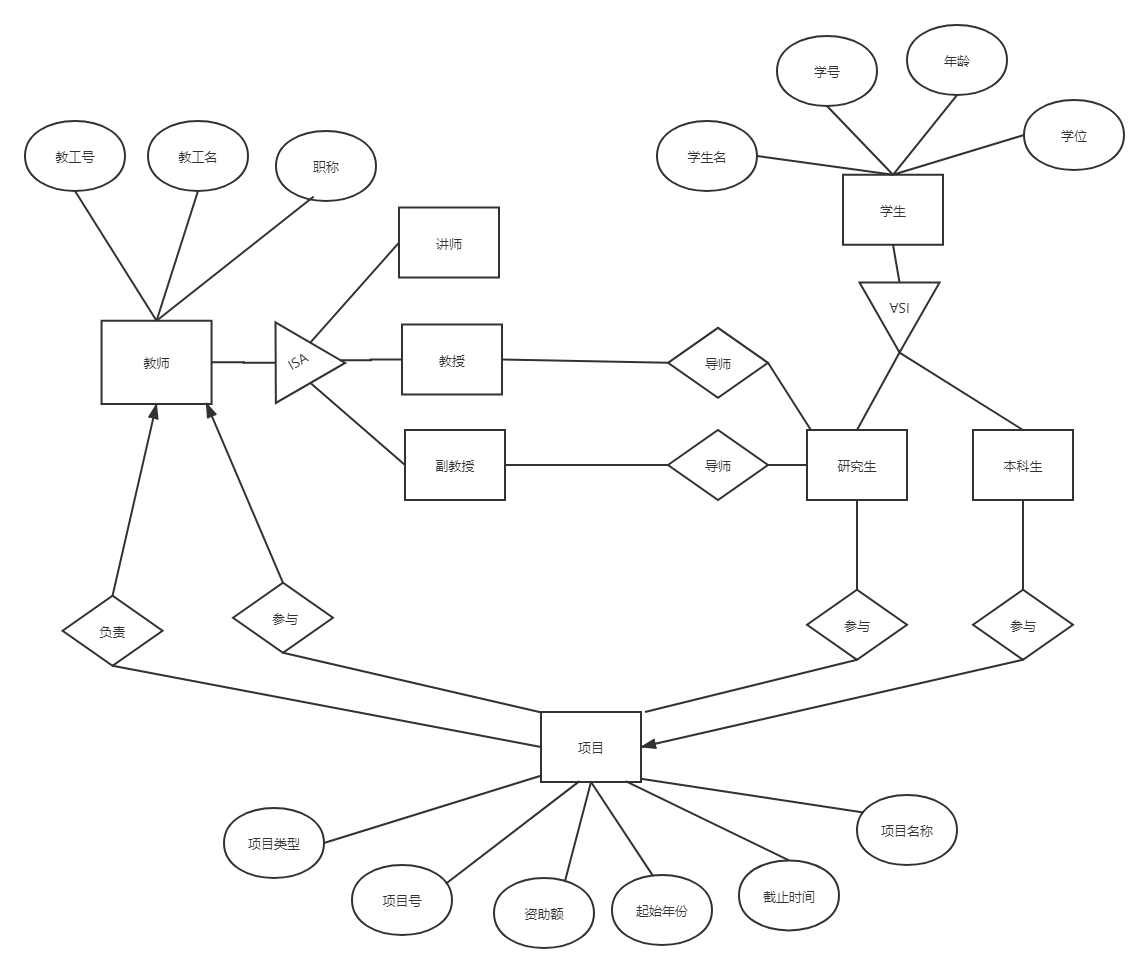 年龄
学号
学位
教工号
教工名
职称
学生名
学生
讲师
ISA
教师
ISA
教授
导师
副教授
导师
研究生
本科生
负责
参与
参与
参与
项目
项目类型
项目号
资助额
起始年份
截止时间
项目名称